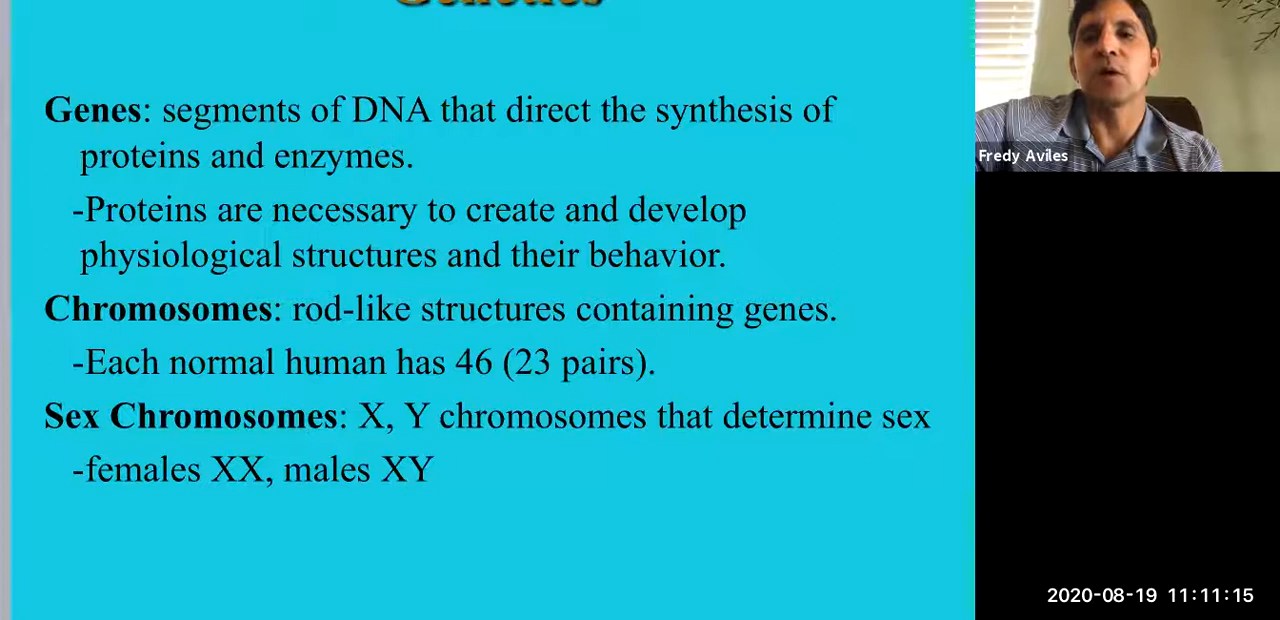 Genetics
Genes: segments of DNA that direct the synthesis of
proteins and enzymes.
-Proteins are necessary to create and develop
physiological structures and their behavior.
Chromosomes: rod-like structures containing genes.
-Each normal human has 46 (23 pairs).
Sex Chromosomes: X, Y chromosomes that determine sex
-females XX, males XY
Fredy Aviles
2020-08-19 11:11:15